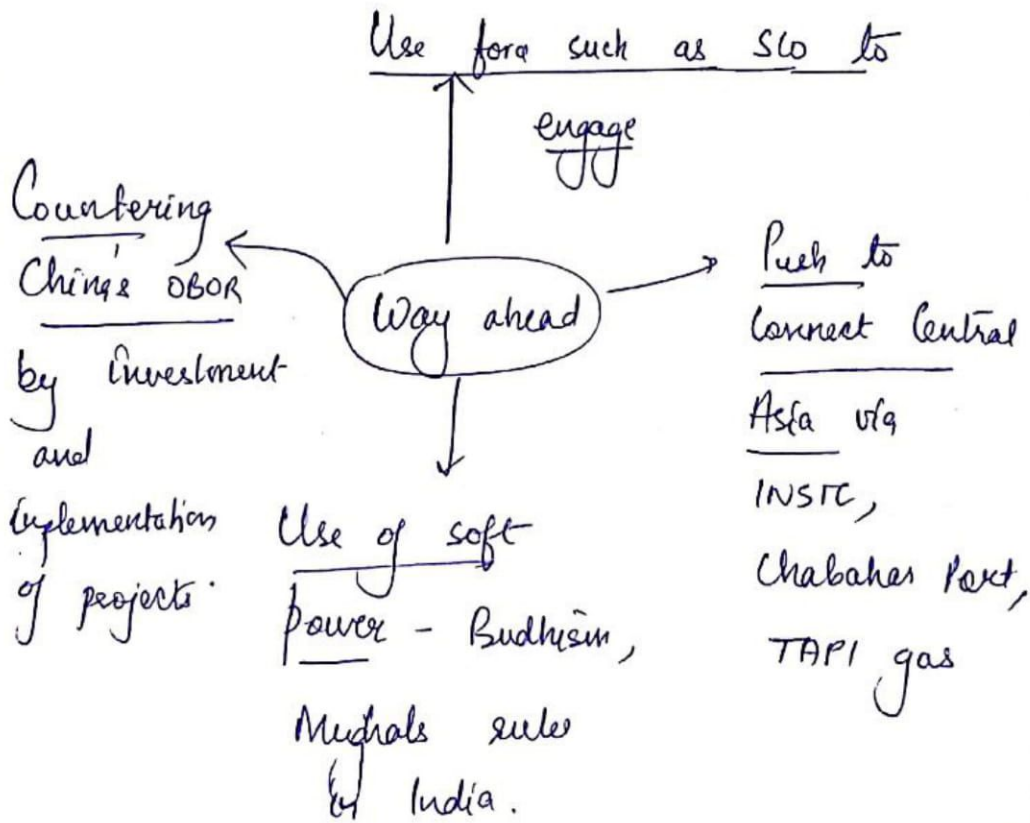 Use fora such as SCO to
engage
Countering
China's OBOR
by investment
and
implementation
of projects.
Way ahead
Push to
Connect Central
Asia via
INSTC,
Chabahar Port,
TAPI gas
Use of soft
power - Budhism,
Mughals rule
in India.